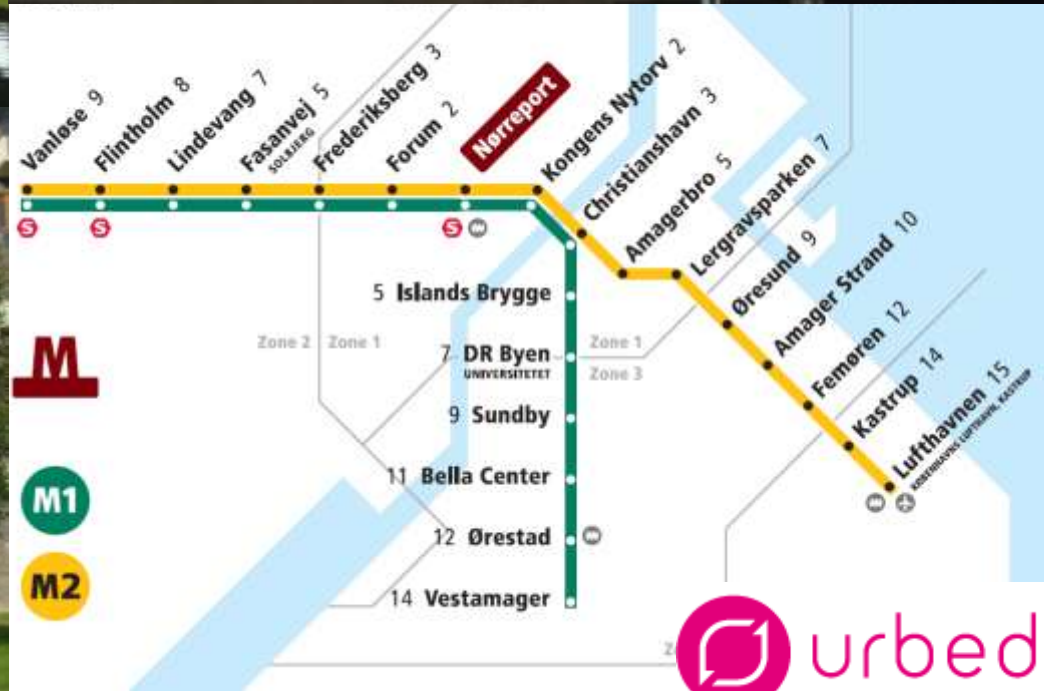 Vanløse 9
Flintholm 8
Lindevang 7
Fasanvej 5
SOLBJERG
Frederiksberg 3
Forum 2
Nørreport
Kongens Nytorv 2
Christianshavn 3
Amagerbro 5
Lergravsparken 7
Øresund 9
Amager Strand 10
Femøren 12
Kastrup 14
Lufthavnen 15
KØBENHAVNS LUFTHAVN, KASTRUP
S
S
S
5 Islands Brygge
Zone 2
Zone 1
7 DR Byen
UNIVERSITETET
Zone 1
Zone 3
9 Sundby
11 Bella Center
12 Ørestad
14 Vestamager
M
M1
M2
urbed